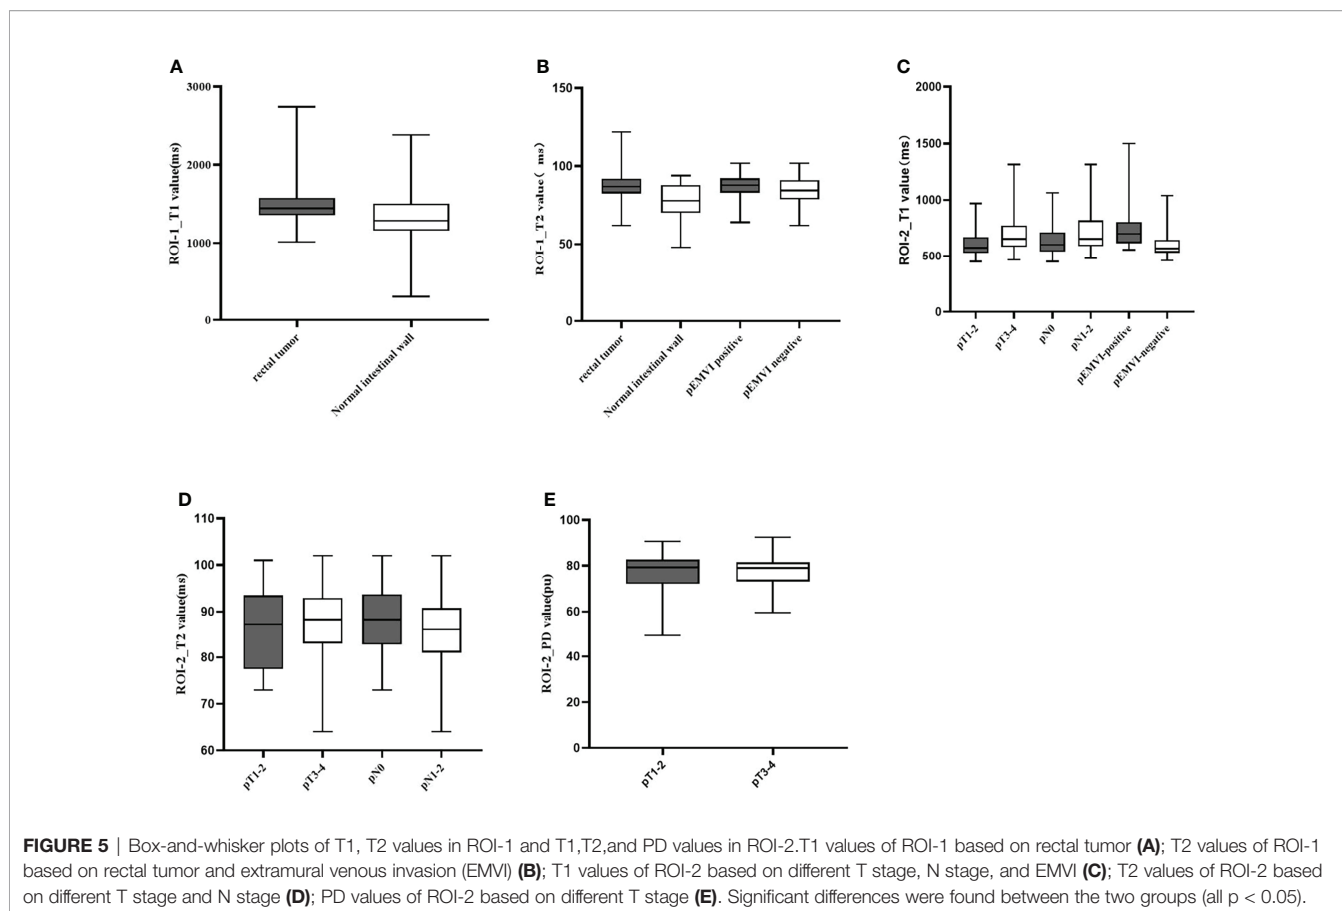 A
3000
2000
1000
0
ROI-1_T1 value(ms)
rectal tumor
Normal intestinal wall
B
150
100
50
0
ROI-1_T2 value( ms)
rectal tumor
Normal intestinal wall
pEMVI positive
pEMVI negative
C
2000
1500
1000
500
0
ROI-2_T1 value(ms)
pT1-2
pT3-4
pN0
pN1-2
pEMVI-positive
pEMVI-negative
D
110
100
90
80
70
60
ROI-2_T2 value(ms)
pT1-2
pT3-4
pN0
pN1-2
E
100
80
60
40
20
0
ROI-2_PD value(pu)
pT1-2
pT3-4
FIGURE 5 | Box-and-whisker plots of T1, T2 values in ROI-1 and T1,T2,and PD values in ROI-2.T1 values of ROI-1 based on rectal tumor (A); T2 values of ROI-1
based on rectal tumor and extramural venous invasion (EMVI) (B); T1 values of ROI-2 based on different T stage, N stage, and EMVI (C); T2 values of ROI-2 based
on different T stage and N stage (D); PD values of ROI-2 based on different T stage (E). Significant differences were found between the two groups (all p < 0.05).